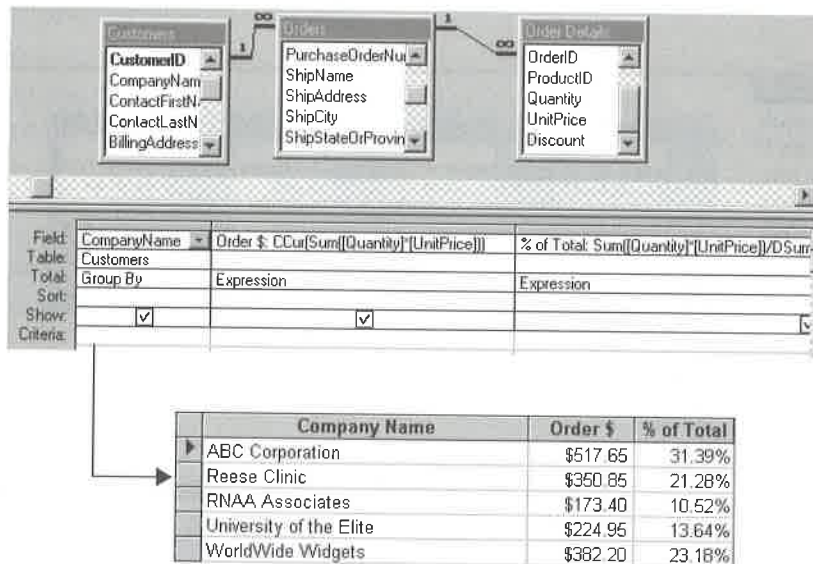 Customers
CustomerID
CompanyNam
ContactFirstN
ContactLastN
BillingAddress
1
∞
Orders
PurchaseOrderNu
ShipName
ShipAddress
ShipCity
ShipStateOrProvin
1
∞
Order Details
OrderID
ProductID
Quantity
UnitPrice
Discount
Field: CompanyName Order $: CCur(Sum([Quantity]*[UnitPrice])) % of Total: Sum([Quantity]*[UnitPrice])/DSum
Table: Customers
Total: Group By Expression Expression
Sort:
Show:
Criteria:
Company Name Order $ % of Total
ABC Corporation $517.65 31.39%
Reese Clinic $350.85 21.28%
RNAA Associates $173.40 10.52%
University of the Elite $224.95 13.64%
WorldWide Widgets $382.20 23.18%